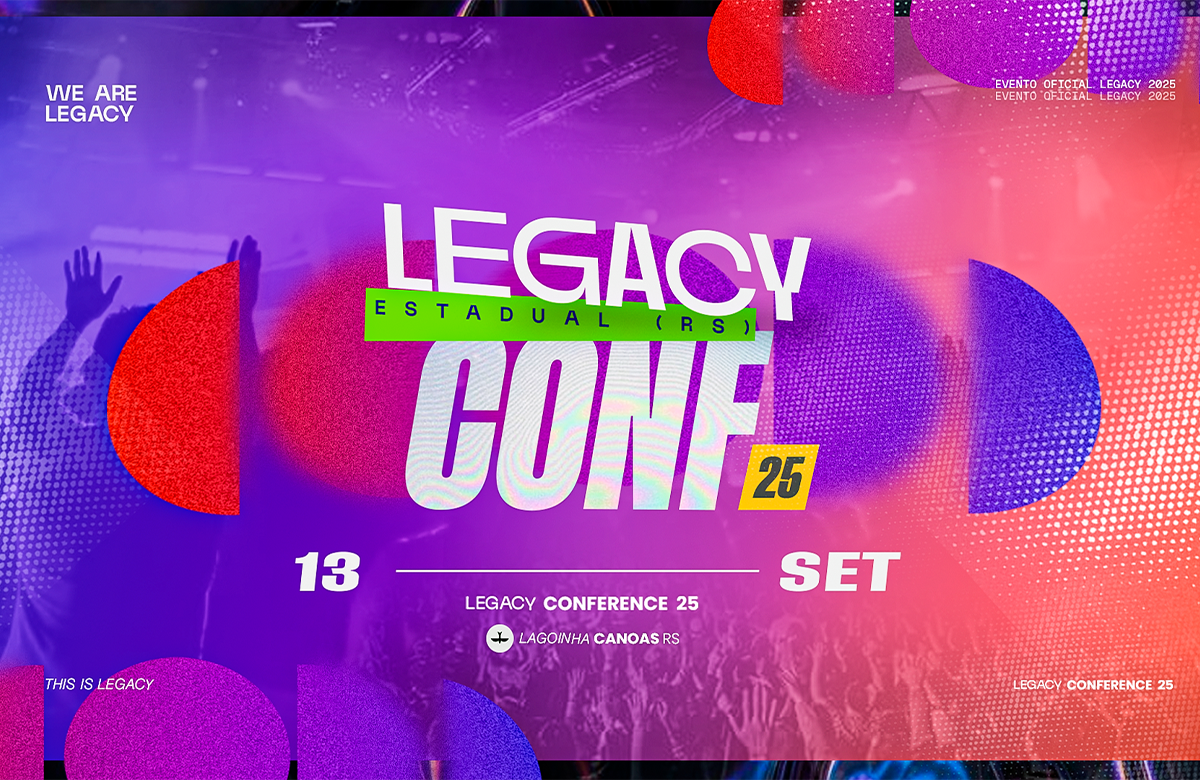 WE ARE
LEGACY
EVENTO OFICIAL LEGACY 2025
EVENTO OFICIAL LEGACY 2025
LEGACY
ESTADUAL (RS)
CONF
25
13
SET
LEGACY CONFERENCE 25
LAGOINHA CANOAS RS
THIS IS LEGACY
LEGACY CONFERENCE 25